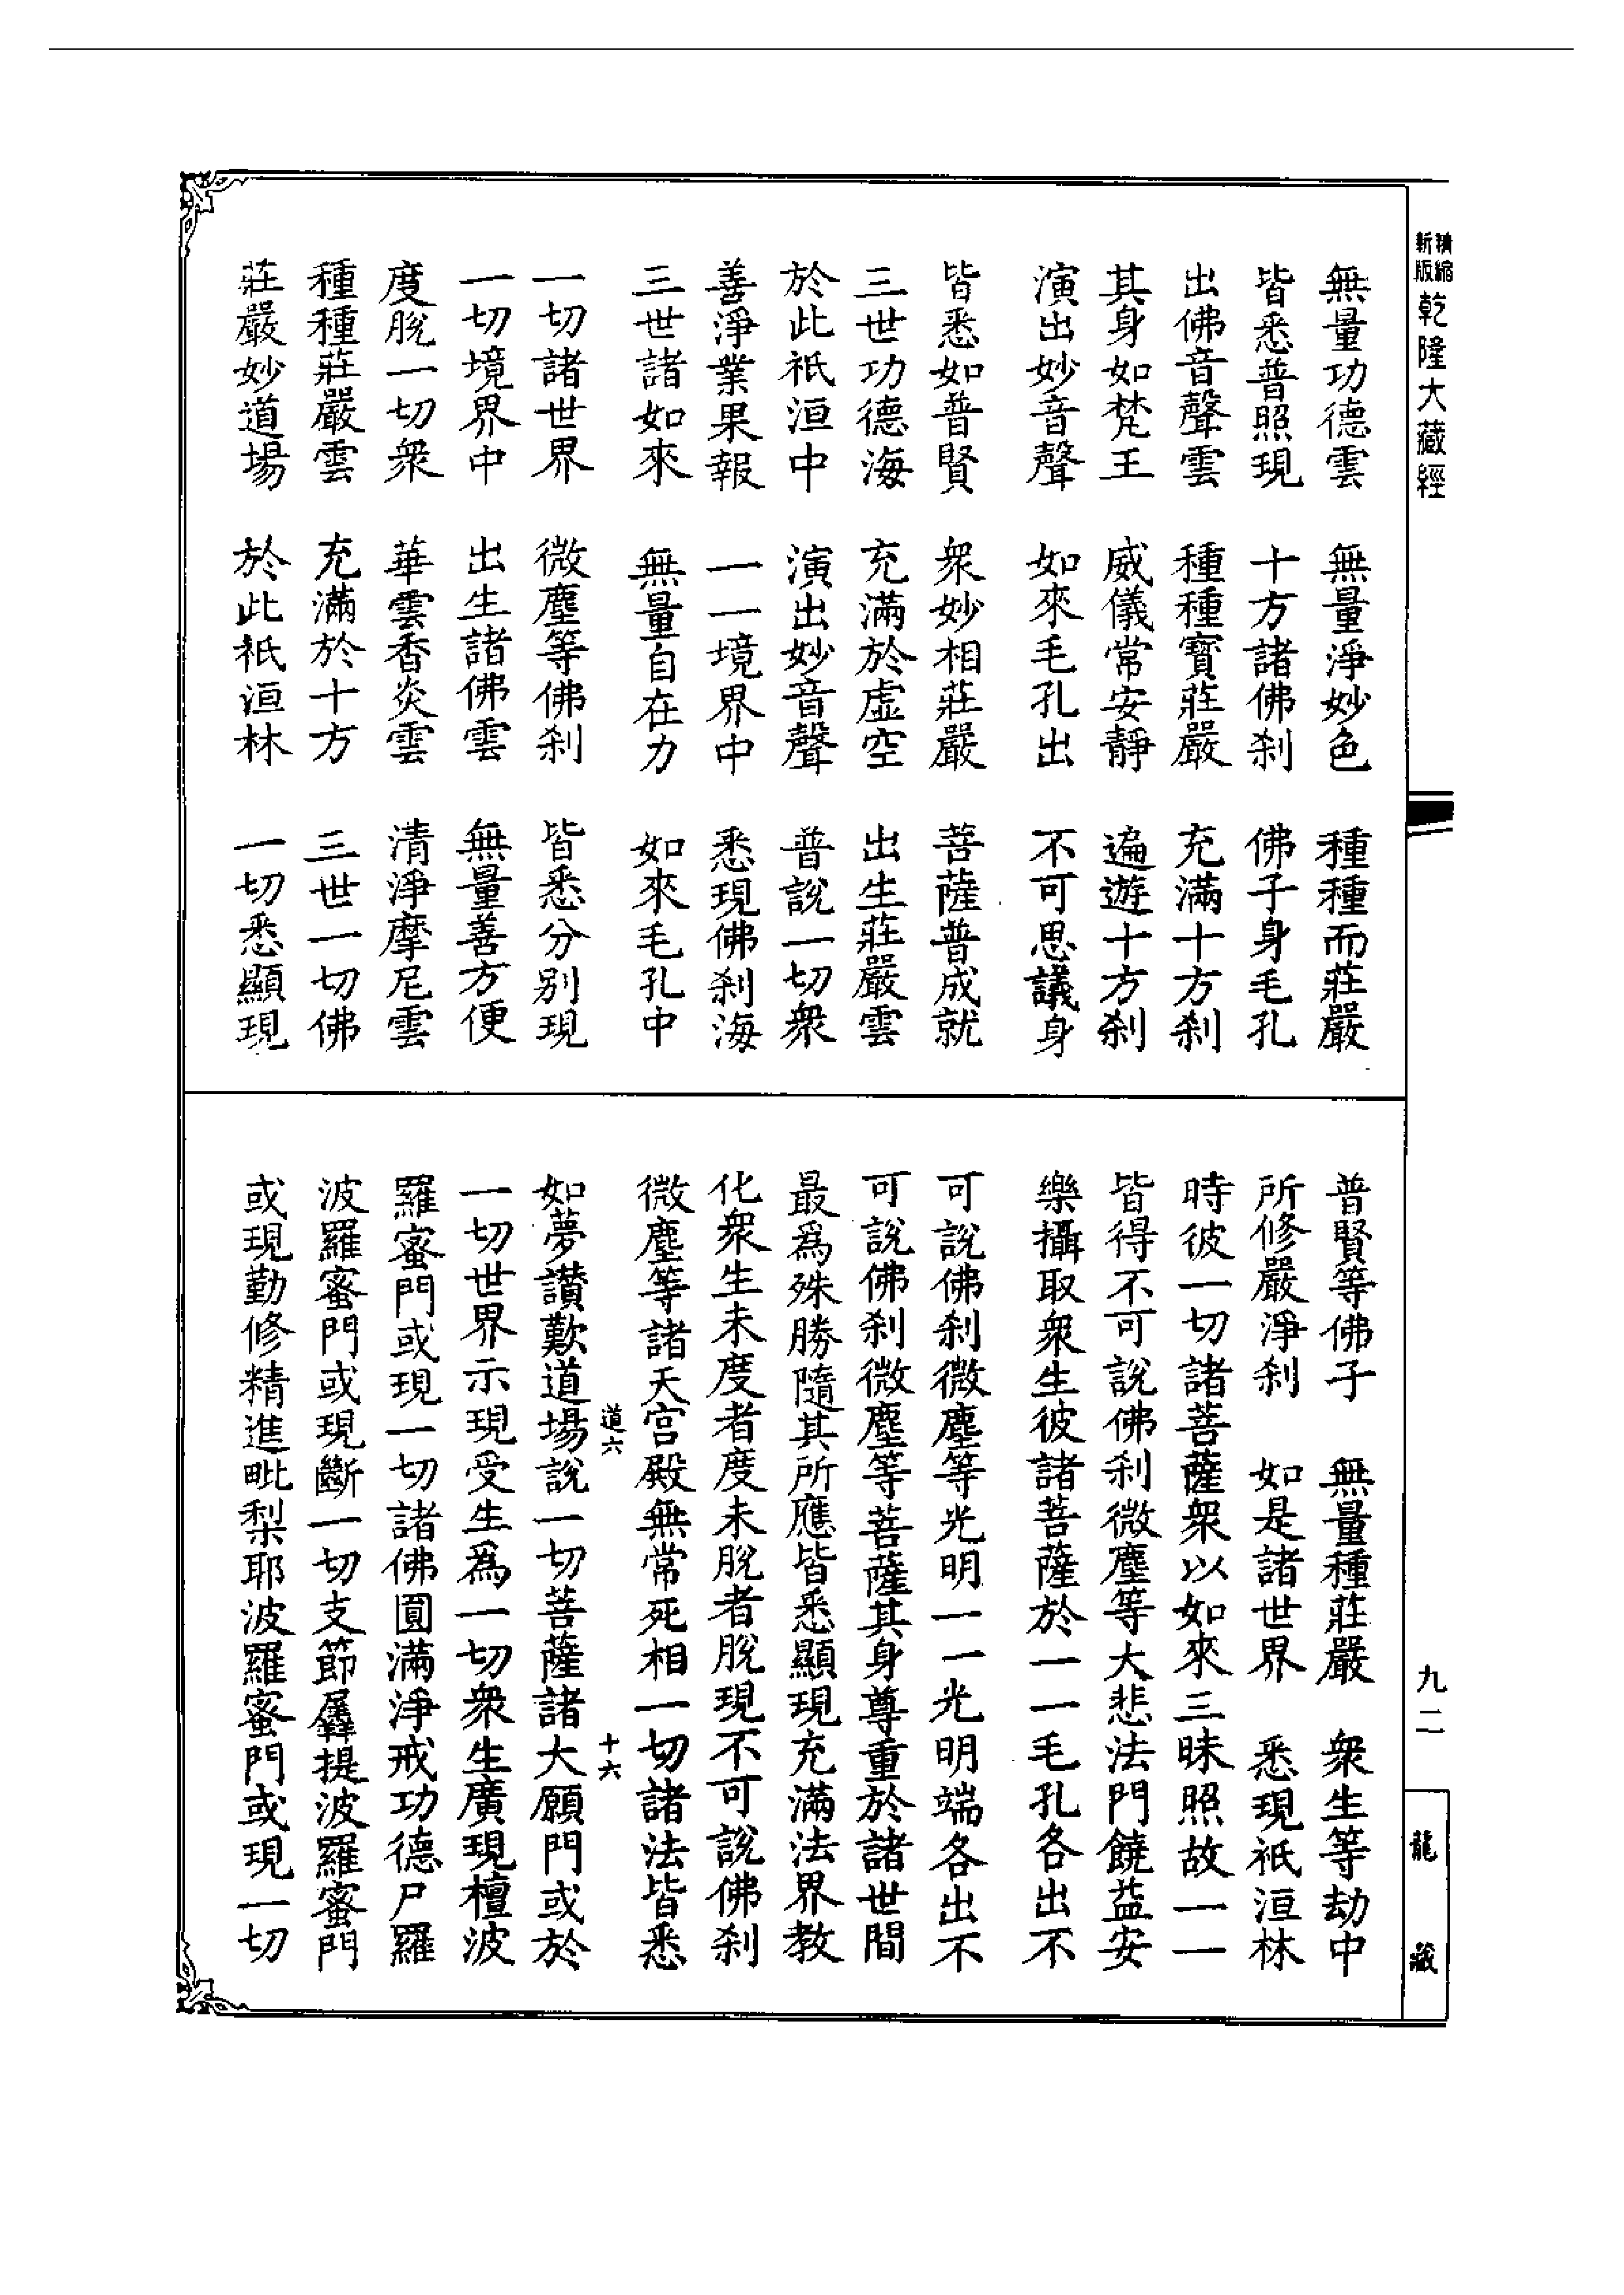 精縮新版乾隆大藏經
無量功德雲　無量淨妙色　種種而莊嚴
皆悉普照現　十方諸佛刹　佛子身毛孔
出佛音聲雲　種種寶莊嚴　充滿十方刹
其身如梵王　威儀常安靜　遍遊十方刹
演出妙音聲　如來毛孔出　不可思議身
皆悉如普賢　衆妙相莊嚴　菩薩普成就
三世功德海　充滿於虛空　出生莊嚴雲
於此祇洹中　演出妙音聲　普說一切衆
善淨業果報　一一境界中　悉現佛刹海
三世諸如來　無量自在力　如來毛孔中
一切諸世界　微塵等佛刹　皆悉分别現
一切境界中　出生諸佛雲　無量善方便
度脫一切衆　華雲香炎雲　清淨摩尼雲
種種莊嚴雲　充滿於十方　三世一切佛
莊嚴妙道場　於此祇洹林　一切悉顯現
普賢等佛子　無量種莊嚴　衆生等劫中
所修嚴淨刹　如是諸世界　悉現祇洹林
時彼一切諸菩薩衆以如來三昧照故一一
皆得不可說佛刹微塵等大悲法門饒益安
樂攝取衆生彼諸菩薩於一一毛孔各出不
可說佛刹微塵等光明一一光明端各出不
可說佛刹微塵等菩薩其身尊重於諸世間
最爲殊勝隨其所應皆悉顯現充滿法界教
化衆生未度者度未脫者脫現不可說佛刹
微塵等諸天宮殿無常死相一切諸法皆悉
道六　十六
如夢讚歎道場說一切菩薩諸大願門或於
一切世界示現受生爲一切衆生廣現檀波
羅蜜門或現一切諸佛圓滿淨戒功德尸羅
波羅蜜門或現斷一切支節羼提波羅蜜門
或現勤修精進毗梨耶波羅蜜門或現一切
九二
龍藏